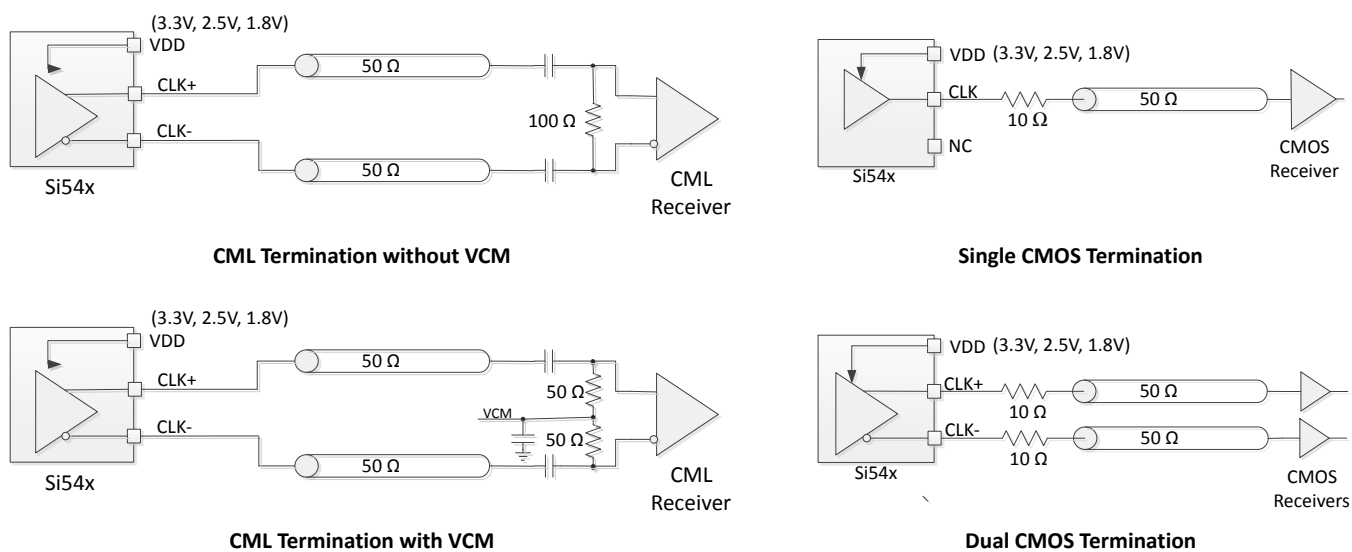 (3.3V, 2.5V, 1.8V)
VDD
CLK+
50 Ω
100 Ω
CLK-
50 Ω
Si54x
CML
Receiver
CML Termination without VCM
VDD (3.3V, 2.5V, 1.8V)
CLK
10 Ω
50 Ω
NC
Si54x
CMOS
Receiver
Single CMOS Termination
(3.3V, 2.5V, 1.8V)
VDD
CLK+
50 Ω
50 Ω
VCM
50 Ω
CLK-
50 Ω
Si54x
CML
Receiver
CML Termination with VCM
VDD (3.3V, 2.5V, 1.8V)
CLK+
10 Ω
50 Ω
CLK-
10 Ω
50 Ω
Si54x
CMOS
Receivers
Dual CMOS Termination